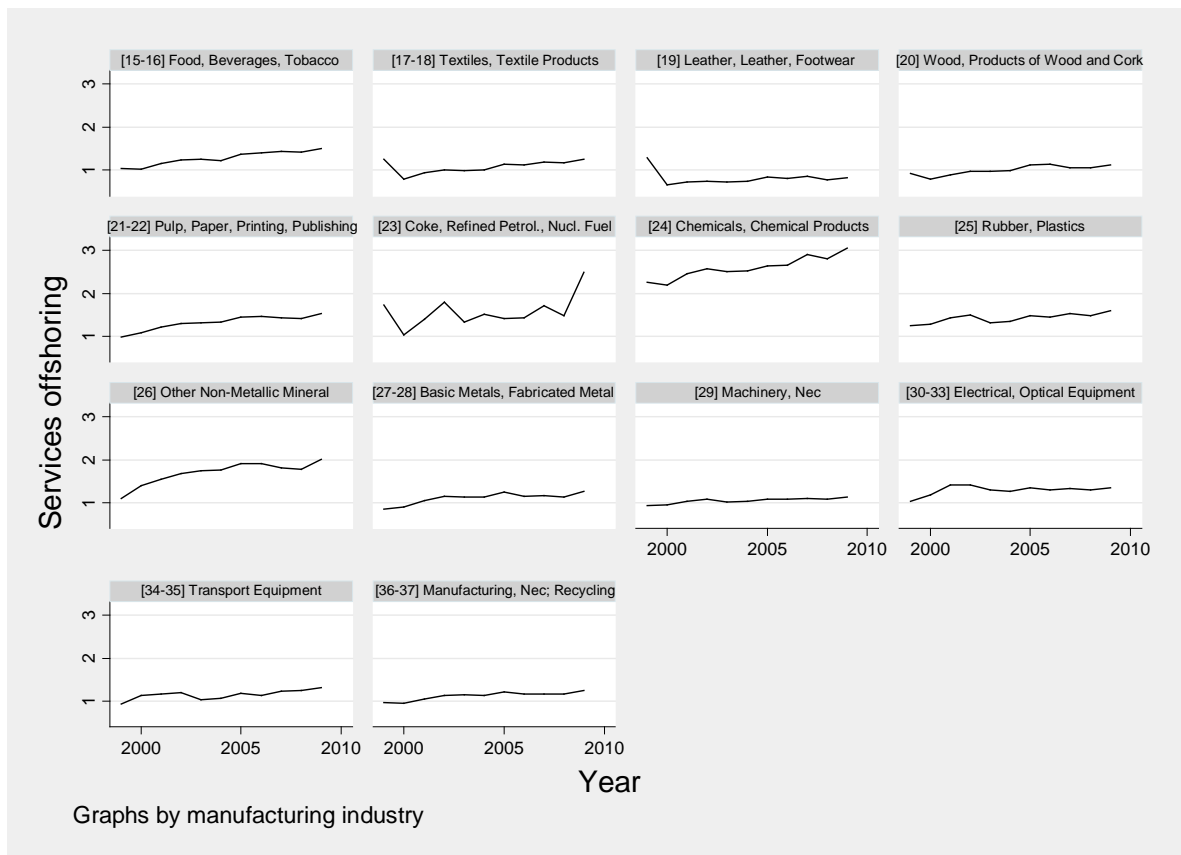 [15-16] Food, Beverages, Tobacco
[17-18] Textiles, Textile Products
[19] Leather, Leather, Footwear
[20] Wood, Products of Wood and Cork
3
2
1
[21-22] Pulp, Paper, Printing, Publishing
[23] Coke, Refined Petrol., Nucl. Fuel
[24] Chemicals, Chemical Products
[25] Rubber, Plastics
3
2
1
Services offshoring
[26] Other Non-Metallic Mineral
[27-28] Basic Metals, Fabricated Metal
[29] Machinery, Nec
[30-33] Electrical, Optical Equipment
3
2
1
2000 2005 2010
2000 2005 2010
[34-35] Transport Equipment
[36-37] Manufacturing, Nec; Recycling
3
2
1
2000 2005 2010
2000 2005 2010
Year
Graphs by manufacturing industry